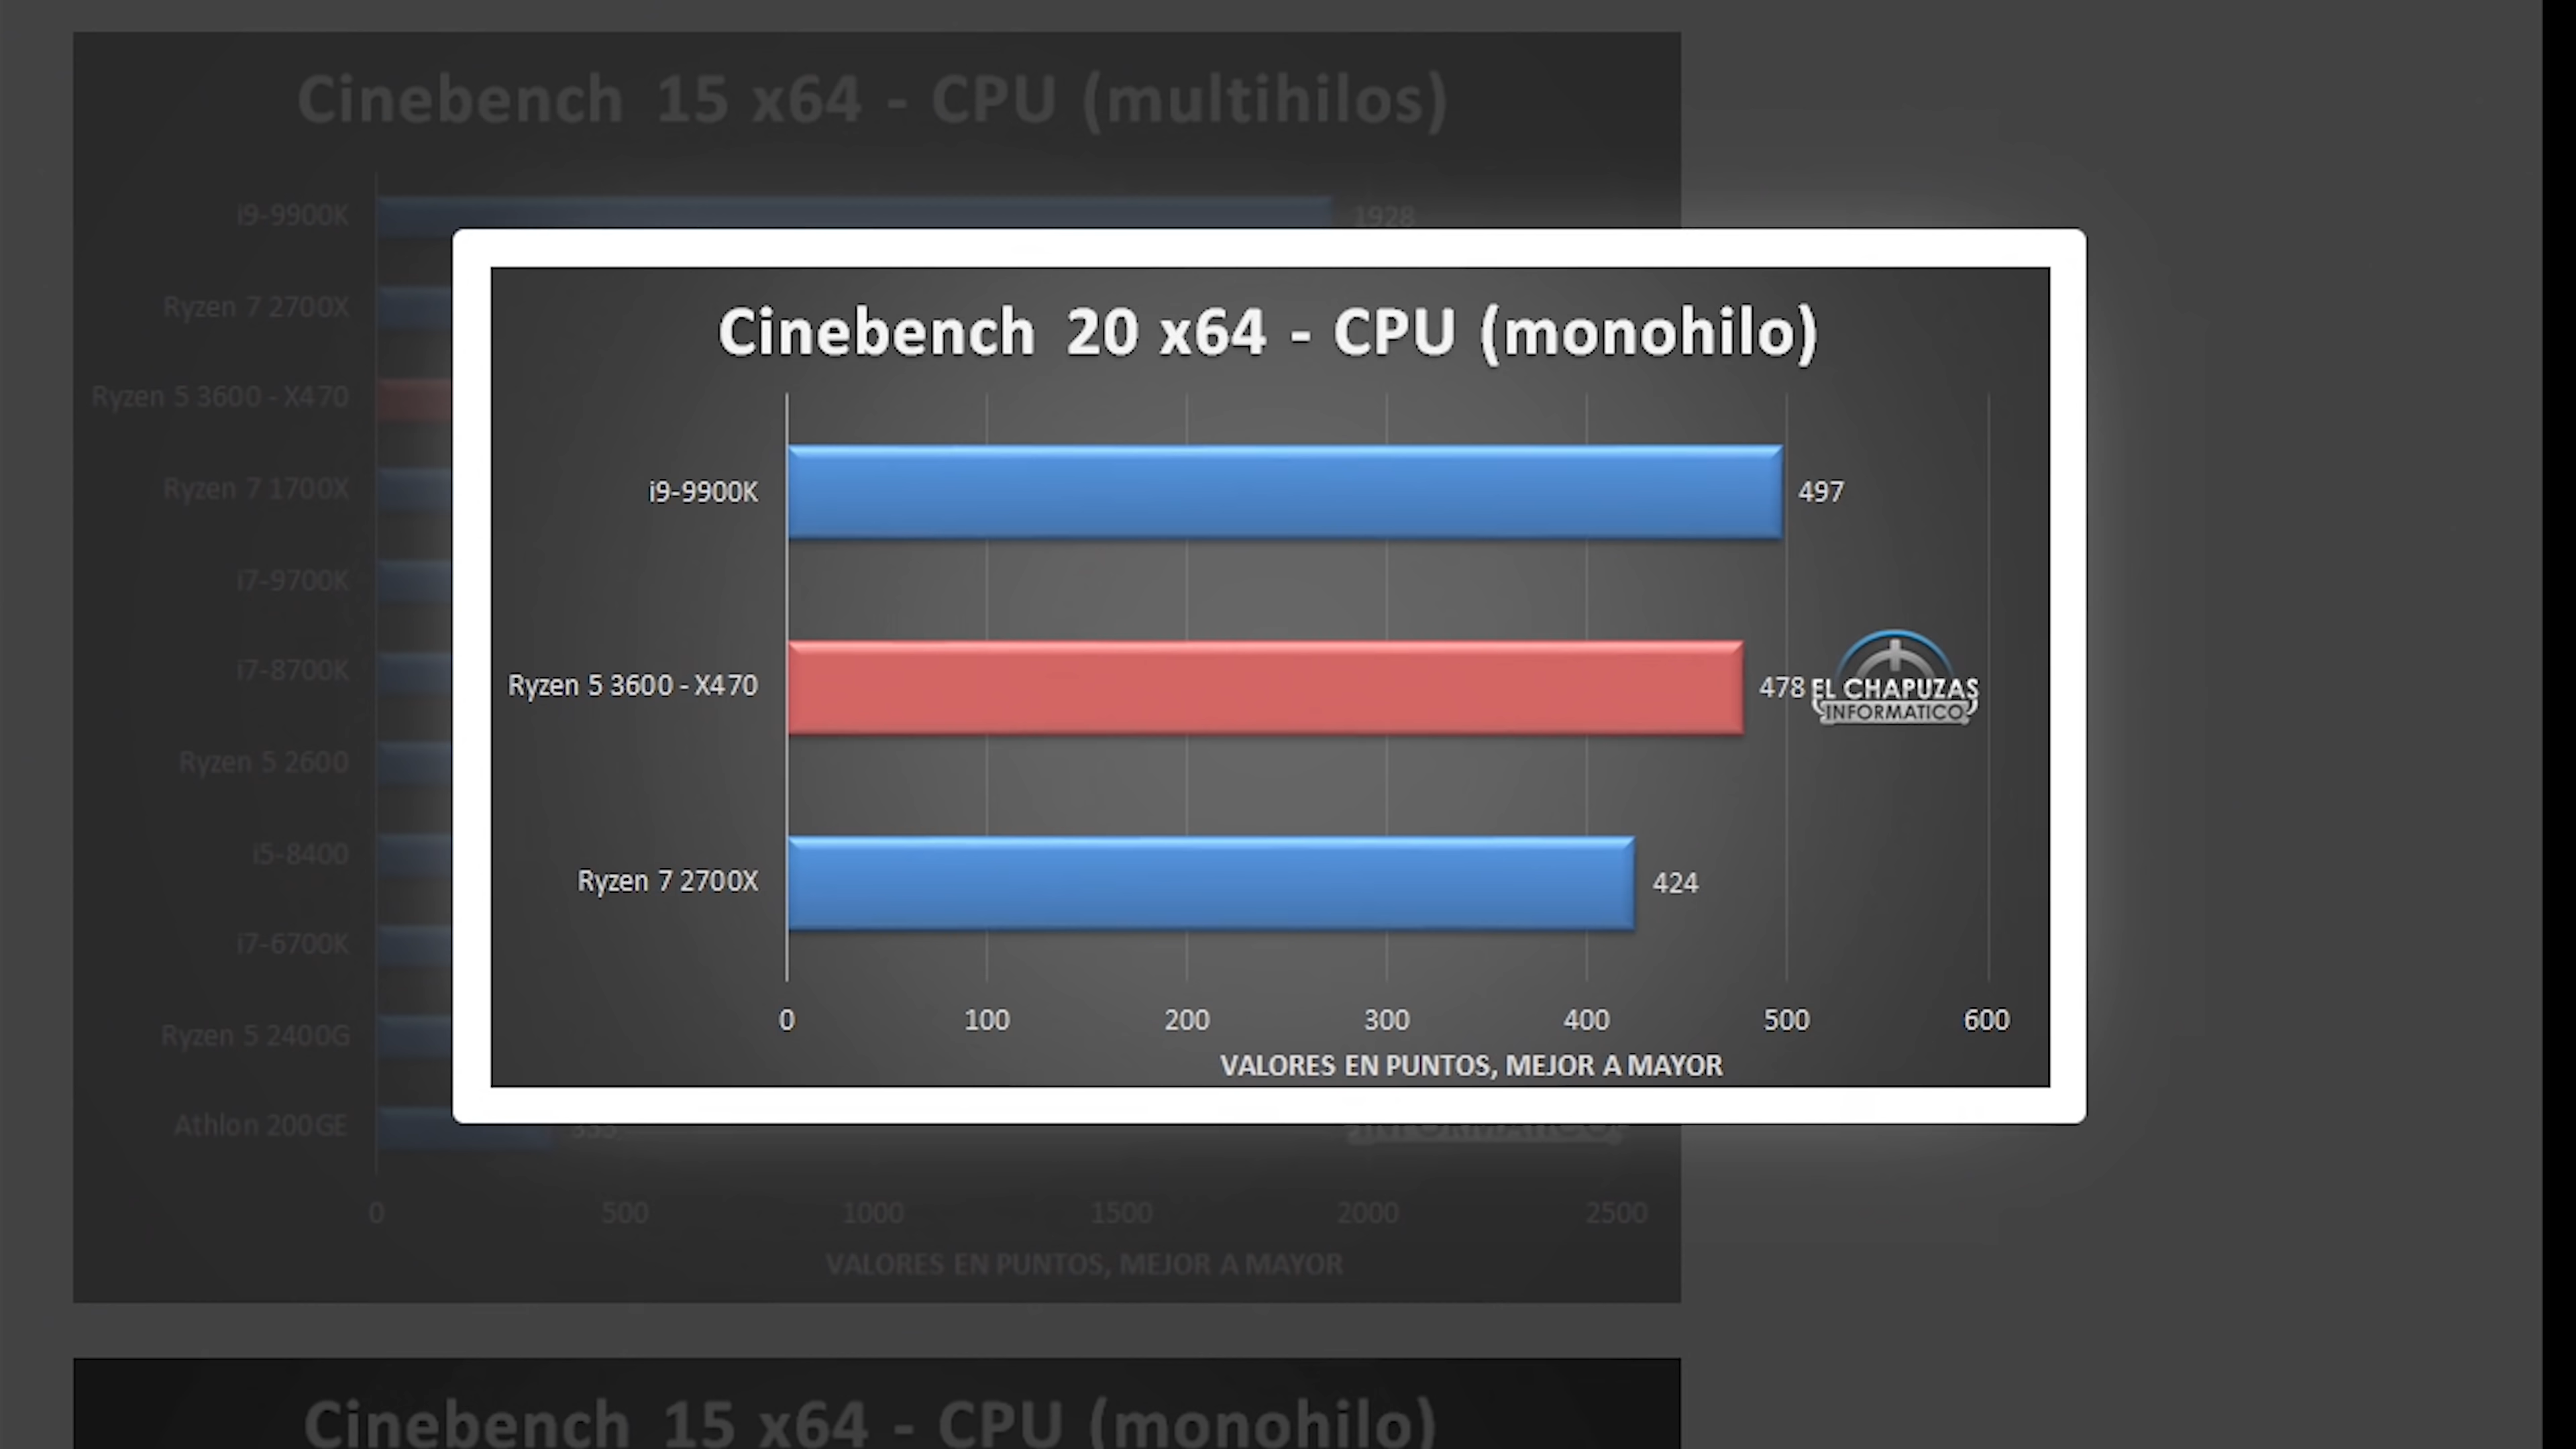 Cinebench 15 x64 - CPU (multihilos)
i9-9900K
1928
Ryzen 7 2700X
Ryzen 5 3600 - X470
Ryzen 7 1700X
i7-9700K
i7-8700K
Ryzen 5 2600
i5-8400
i7-6700K
Ryzen 5 2400G
Athlon 200GE
INFORMATICO
0 500 1000 1500 2000 2500
VALORES EN PUNTOS, MEJOR A MAYOR
Cinebench 20 x64 - CPU (monohilo)
i9-9900K 497
Ryzen 5 3600 - X470 478
EL CHAPUZAS
INFORMATICO
Ryzen 7 2700X 424
0 100 200 300 400 500 600
VALORES EN PUNTOS, MEJOR A MAYOR
Cinebench 15 x64 - CPU (monohilo)